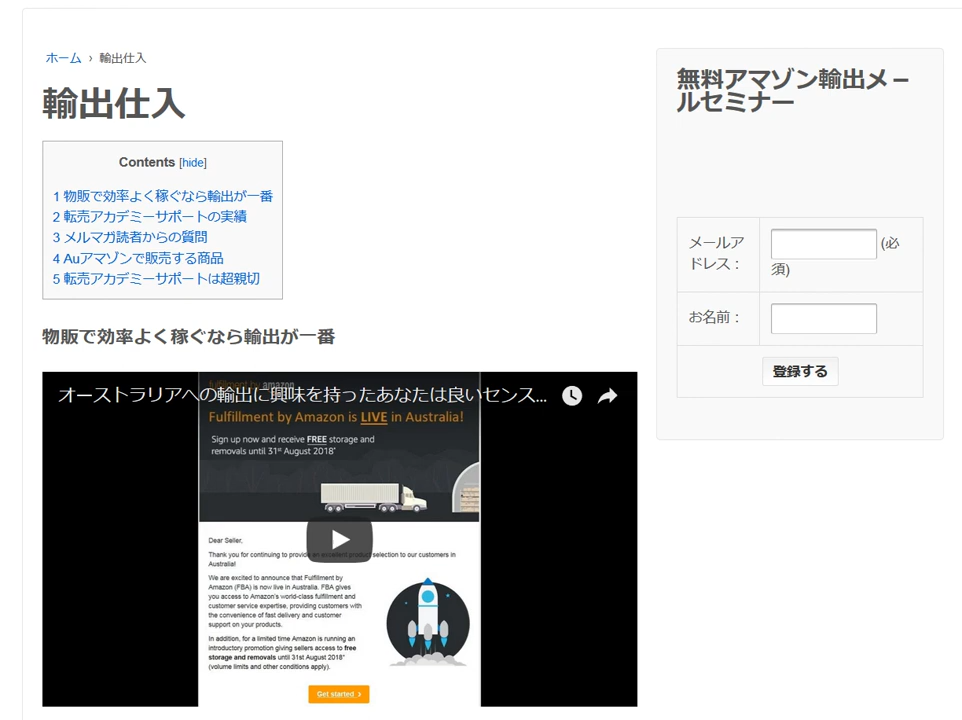 ホーム › 輸出仕入
輸出仕入
Contents [hide]
1 物販で効率よく稼ぐなら輸出が一番
2 転売アカデミーサポートの実績
3 メルマガ読者からの質問
4 Auアマゾンで販売する商品
5 転売アカデミーサポートは超親切
物販で効率よく稼ぐなら輸出が一番
fulfillment by amazon
オーストラリアへの輸出に興味を持ったあなたは良いセンス...
Fulfillment by Amazon is LIVE in Australia!
Sign up now and receive FREE storage and
removals until 31st August 2018*
Dear Seller,
Thank you for continuing to provide an excellent product selection to our customers in
Australia!
We are excited to announce that Fulfillment by
Amazon (FBA) is now live in Australia. FBA gives
you access to Amazon's world-class fulfillment and
customer service expertise, providing customers with
the convenience of fast delivery and customer
support on your products.
In addition, for a limited time Amazon is running an
introductory promotion giving sellers access to free
storage and removals until 31st August 2018*
(volume limits and other conditions apply).
Get started ›
無料アマゾン輸出メー
ルセミナー
メールア
ドレス：
(必
須)
お名前：
登録する